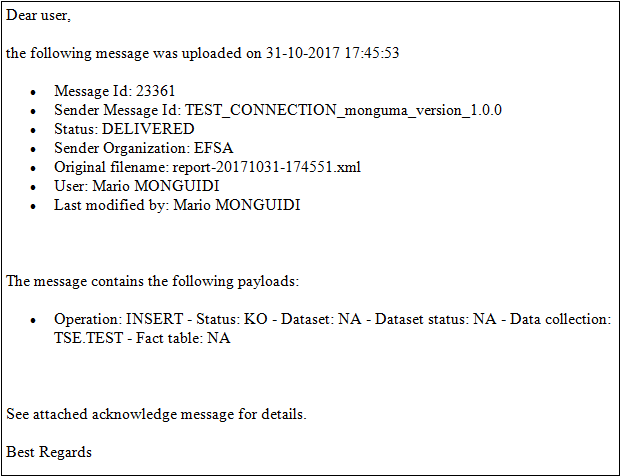 Dear user,
the following message was uploaded on 31-10-2017 17:45:53
• Message Id: 23361
• Sender Message Id: TEST_CONNECTION_monguma_version_1.0.0
• Status: DELIVERED
• Sender Organization: EFSA
• Original filename: report-20171031-174551.xml
• User: Mario MONGUIDI
• Last modified by: Mario MONGUIDI
The message contains the following payloads:
• Operation: INSERT - Status: KO - Dataset: NA - Dataset status: NA - Data collection:
TSE.TEST - Fact table: NA
See attached acknowledge message for details.
Best Regards